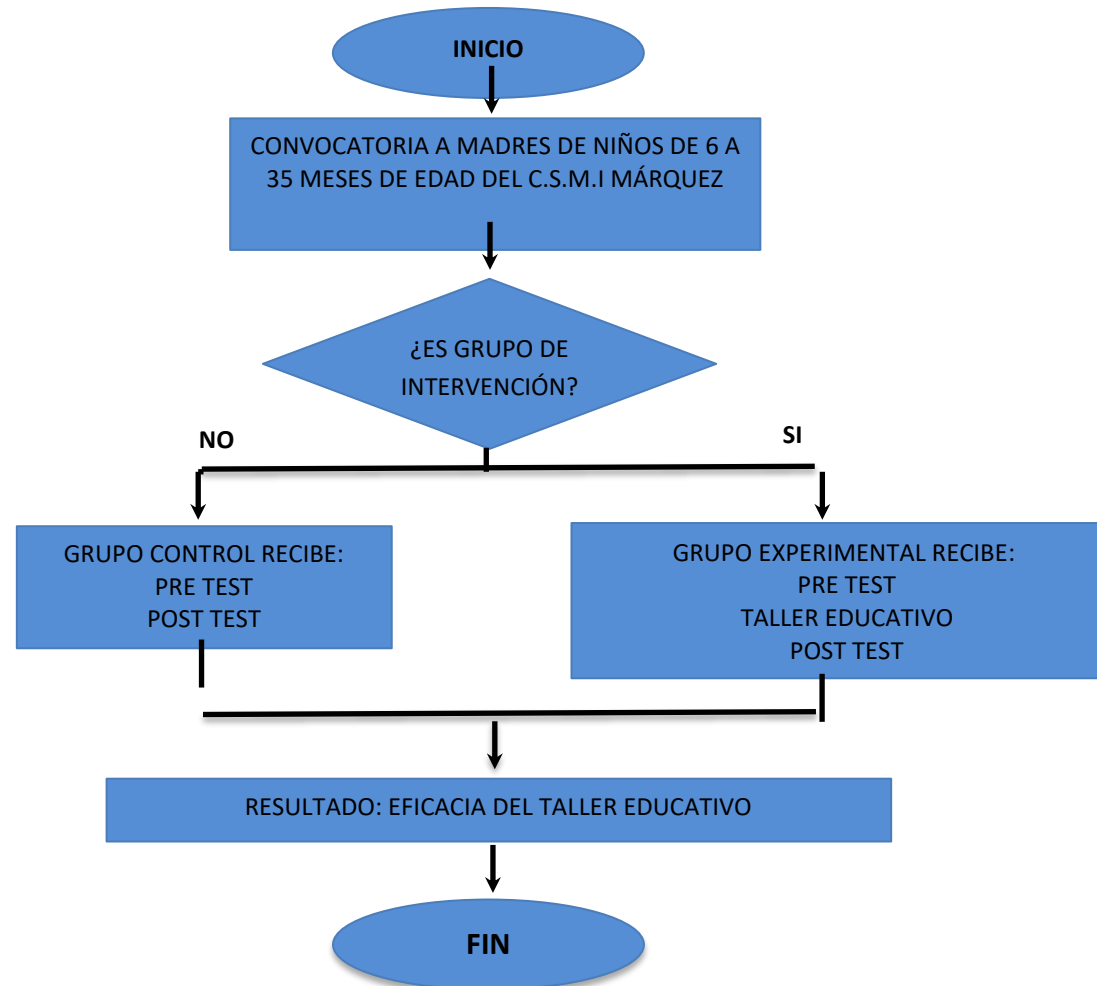 INICIO
CONVOCATORIA A MADRES DE NIÑOS DE 6 A
35 MESES DE EDAD DEL C.S.M.I MÁRQUEZ
¿ES GRUPO DE
INTERVENCIÓN?
NO
SI
GRUPO CONTROL RECIBE:
PRE TEST
POST TEST
GRUPO EXPERIMENTAL RECIBE:
PRE TEST
TALLER EDUCATIVO
POST TEST
RESULTADO: EFICACIA DEL TALLER EDUCATIVO
FIN